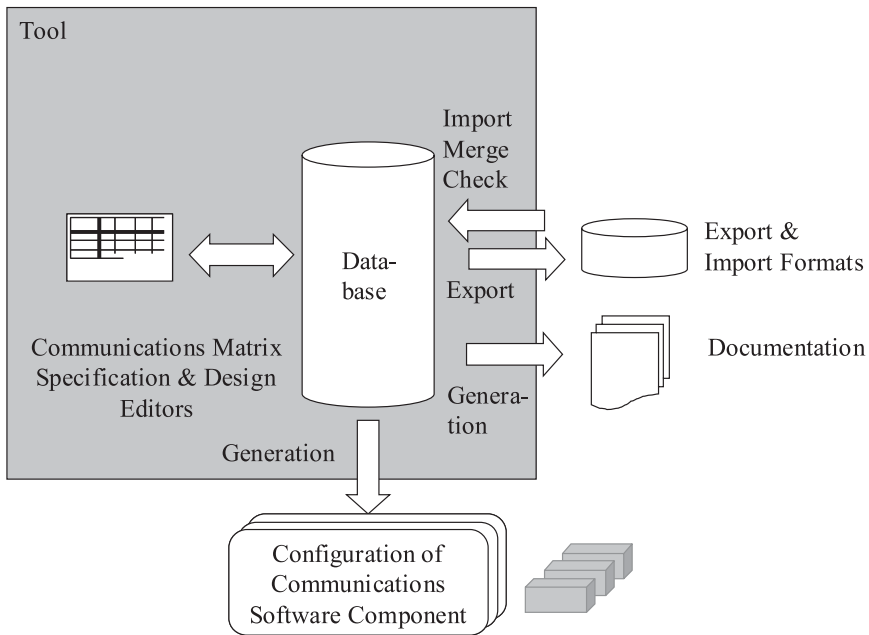 Tool
Import
Merge
Check
Data-
base
Export &
Import Formats
Export
Communications Matrix
Specification & Design
Editors
Documentation
Genera-
tion
Generation
Configuration of
Communications
Software Component